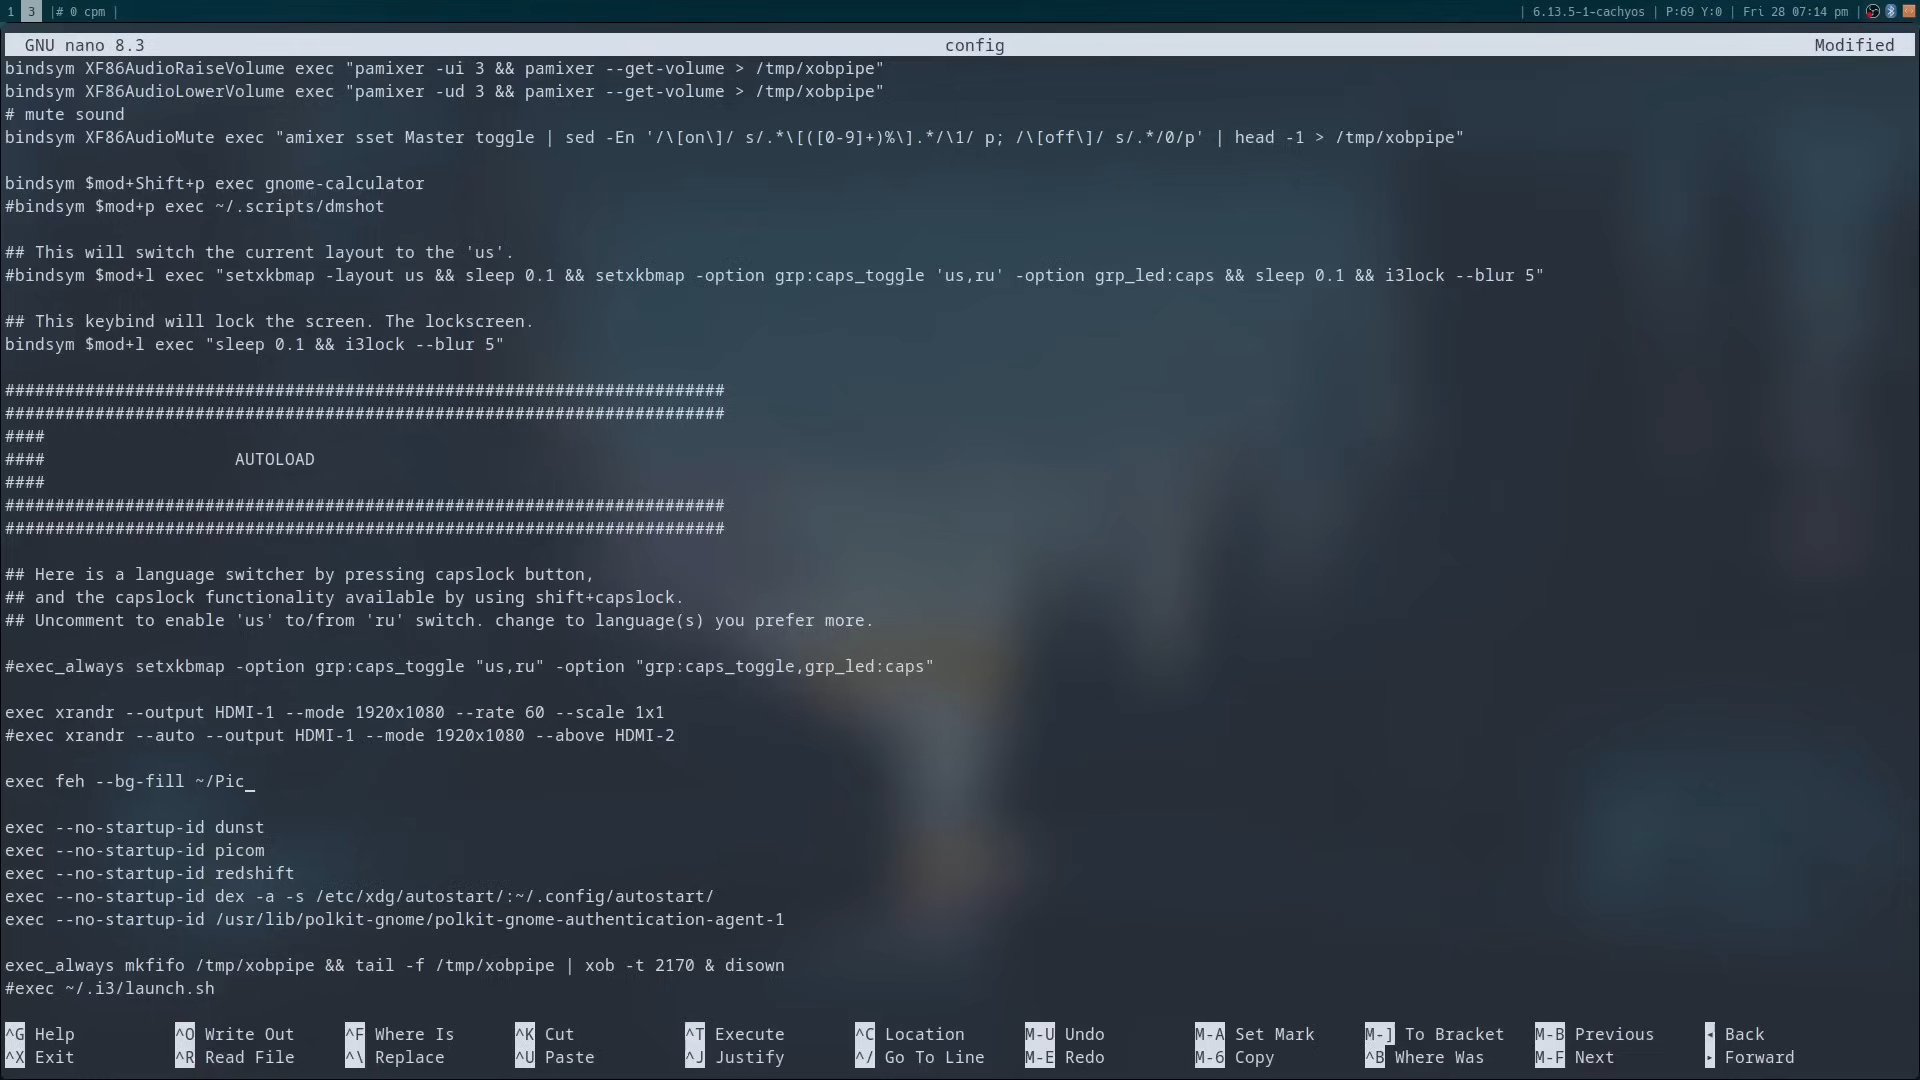 1 3 |# 0 cpm | | 6.13.5-1-cachyos | P:69 Y:0 | Fri 28 07:14 pm |
GNU nano 8.3 config Modified
bindsym XF86AudioRaiseVolume exec "pamixer -ui 3 && pamixer --get-volume > /tmp/xobpipe"
bindsym XF86AudioLowerVolume exec "pamixer -ud 3 && pamixer --get-volume > /tmp/xobpipe"
# mute sound
bindsym XF86AudioMute exec "amixer sset Master toggle | sed -En '/\[on\]/ s/.*\[([0-9]+)%\].*/\1/ p; /\[off\]/ s/.*/0/p' | head -1 > /tmp/xobpipe"
bindsym $mod+Shift+p exec gnome-calculator
#bindsym $mod+p exec ~/.scripts/dmshot
## This will switch the current layout to the 'us'.
#bindsym $mod+l exec "setxkbmap -layout us && sleep 0.1 && setxkbmap -option grp:caps_toggle 'us,ru' -option grp_led:caps && sleep 0.1 && i3lock --blur 5"
## This keybind will lock the screen. The lockscreen.
bindsym $mod+l exec "sleep 0.1 && i3lock --blur 5"
########################################################################
########################################################################
####
#### AUTOLOAD
####
########################################################################
########################################################################
## Here is a language switcher by pressing capslock button,
## and the capslock functionality available by using shift+capslock.
## Uncomment to enable 'us' to/from 'ru' switch. change to language(s) you prefer more.
#exec_always setxkbmap -option grp:caps_toggle "us,ru" -option "grp:caps_toggle,grp_led:caps"
exec xrandr --output HDMI-1 --mode 1920x1080 --rate 60 --scale 1x1
#exec xrandr --auto --output HDMI-1 --mode 1920x1080 --above HDMI-2
exec feh --bg-fill ~/Pic_
exec --no-startup-id dunst
exec --no-startup-id picom
exec --no-startup-id redshift
exec --no-startup-id dex -a -s /etc/xdg/autostart/:~/.config/autostart/
exec --no-startup-id /usr/lib/polkit-gnome/polkit-gnome-authentication-agent-1
exec_always mkfifo /tmp/xobpipe && tail -f /tmp/xobpipe | xob -t 2170 & disown
#exec ~/.i3/launch.sh
^G Help ^O Write Out ^F Where Is ^K Cut ^T Execute ^C Location M-U Undo M-A Set Mark M-] To Bracket M-B Previous ◂ Back
^X Exit ^R Read File ^\ Replace ^U Paste ^J Justify ^/ Go To Line M-E Redo M-6 Copy ^B Where Was M-F Next ▸ Forward